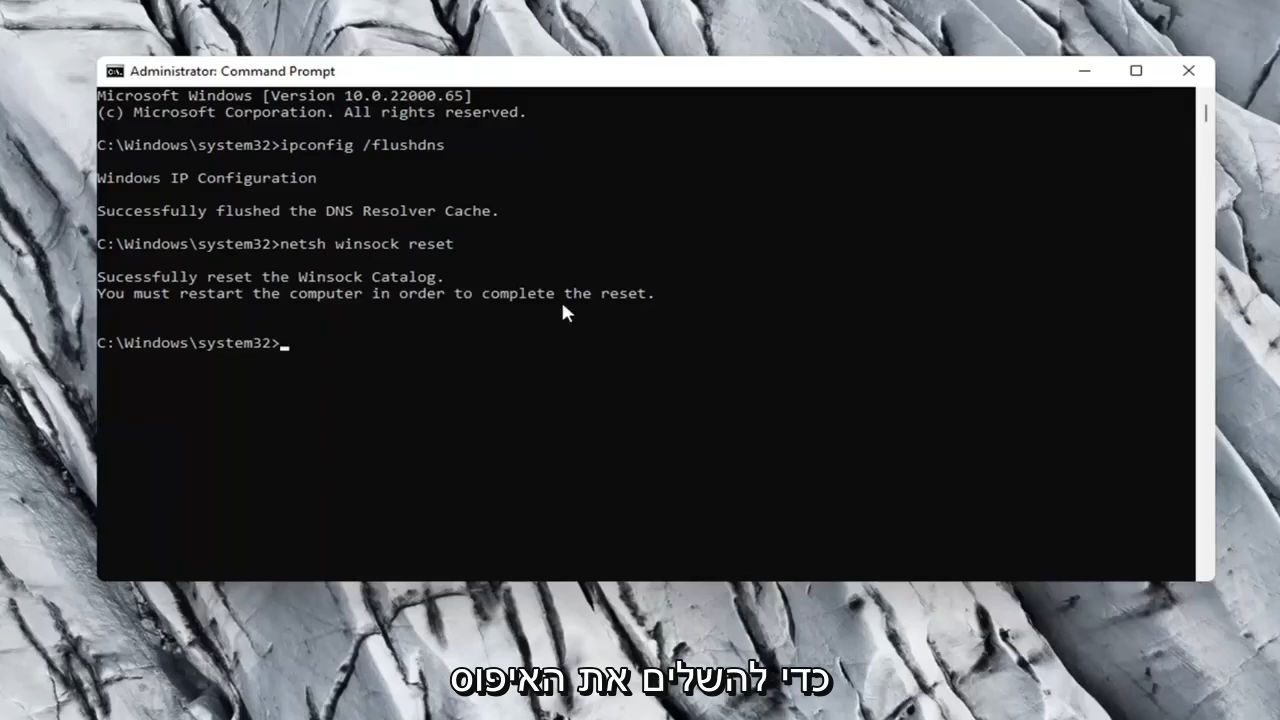 Administrator: Command Prompt
Microsoft Windows [Version 10.0.22000.65]
(c) Microsoft Corporation. All rights reserved.
C:\Windows\system32>ipconfig /flushdns
Windows IP Configuration
Successfully flushed the DNS Resolver Cache.
C:\Windows\system32>netsh winsock reset
Sucessfully reset the Winsock Catalog.
You must restart the computer in order to complete the reset.
C:\Windows\system32>
כדי להשלים את האיפוס